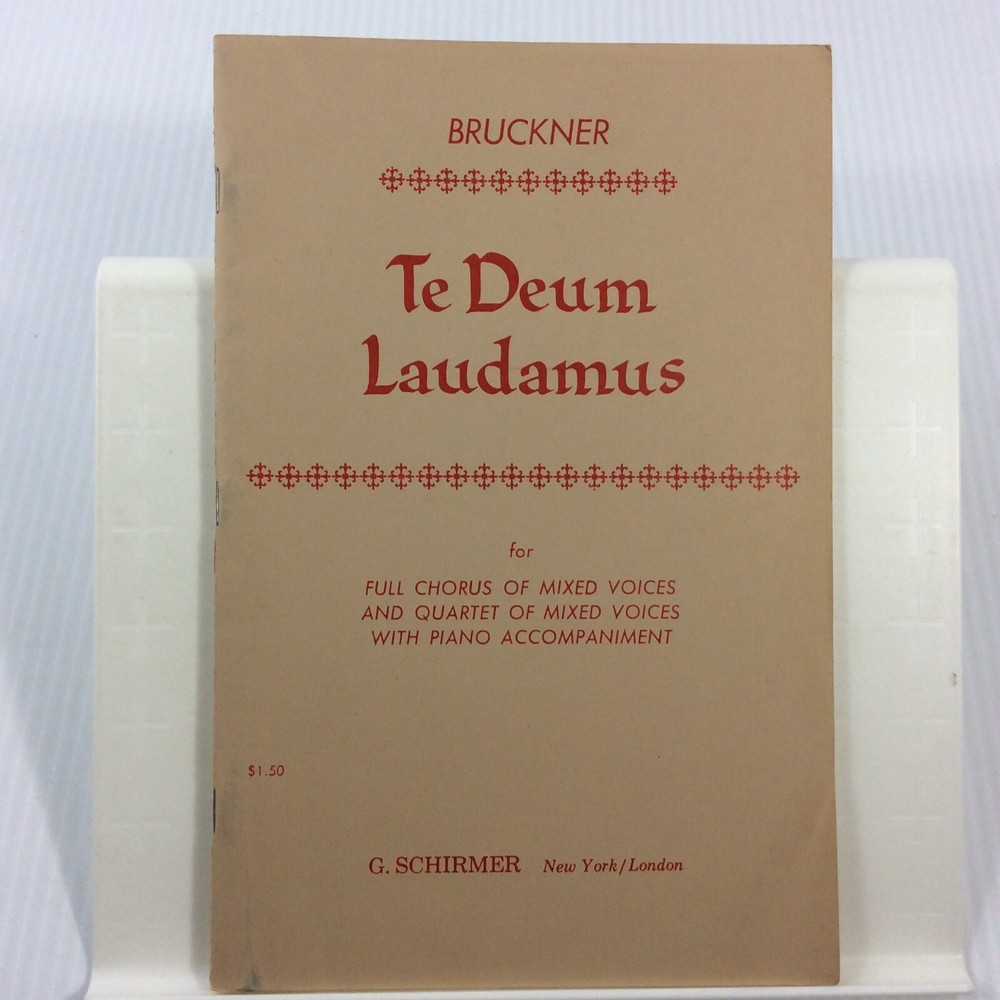 BRUCKNER
Te Deum
Laudamus
for
FULL CHORUS OF MIXED VOICES
AND QUARTET OF MIXED VOICES
WITH PIANO ACCOMPANIMENT
$1.50
G. SCHIRMER New York/London